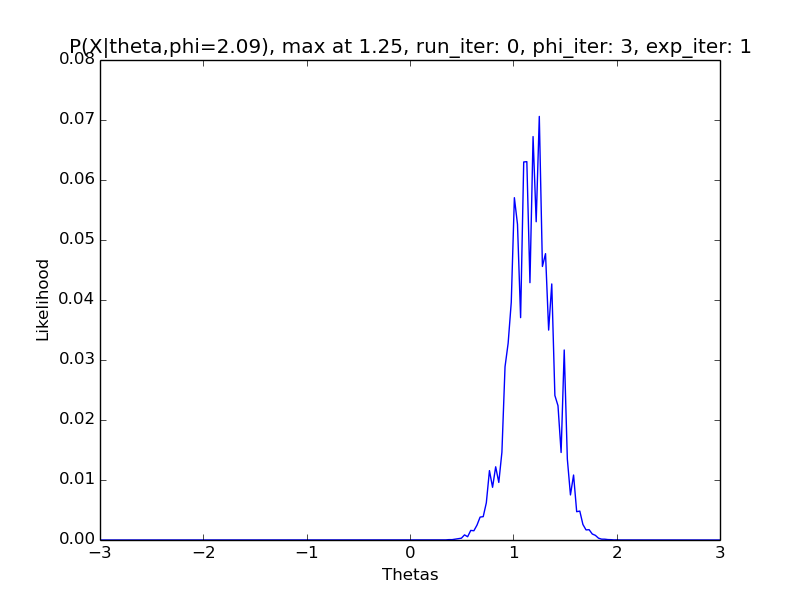 P(X|theta,phi=2.09), max at 1.25, run_iter: 0, phi_iter: 3, exp_iter: 1
0.08
0.07
0.06
0.05
0.04
0.03
0.02
0.01
0.00
Likelihood
−3 −2 −1 0 1 2 3
Thetas